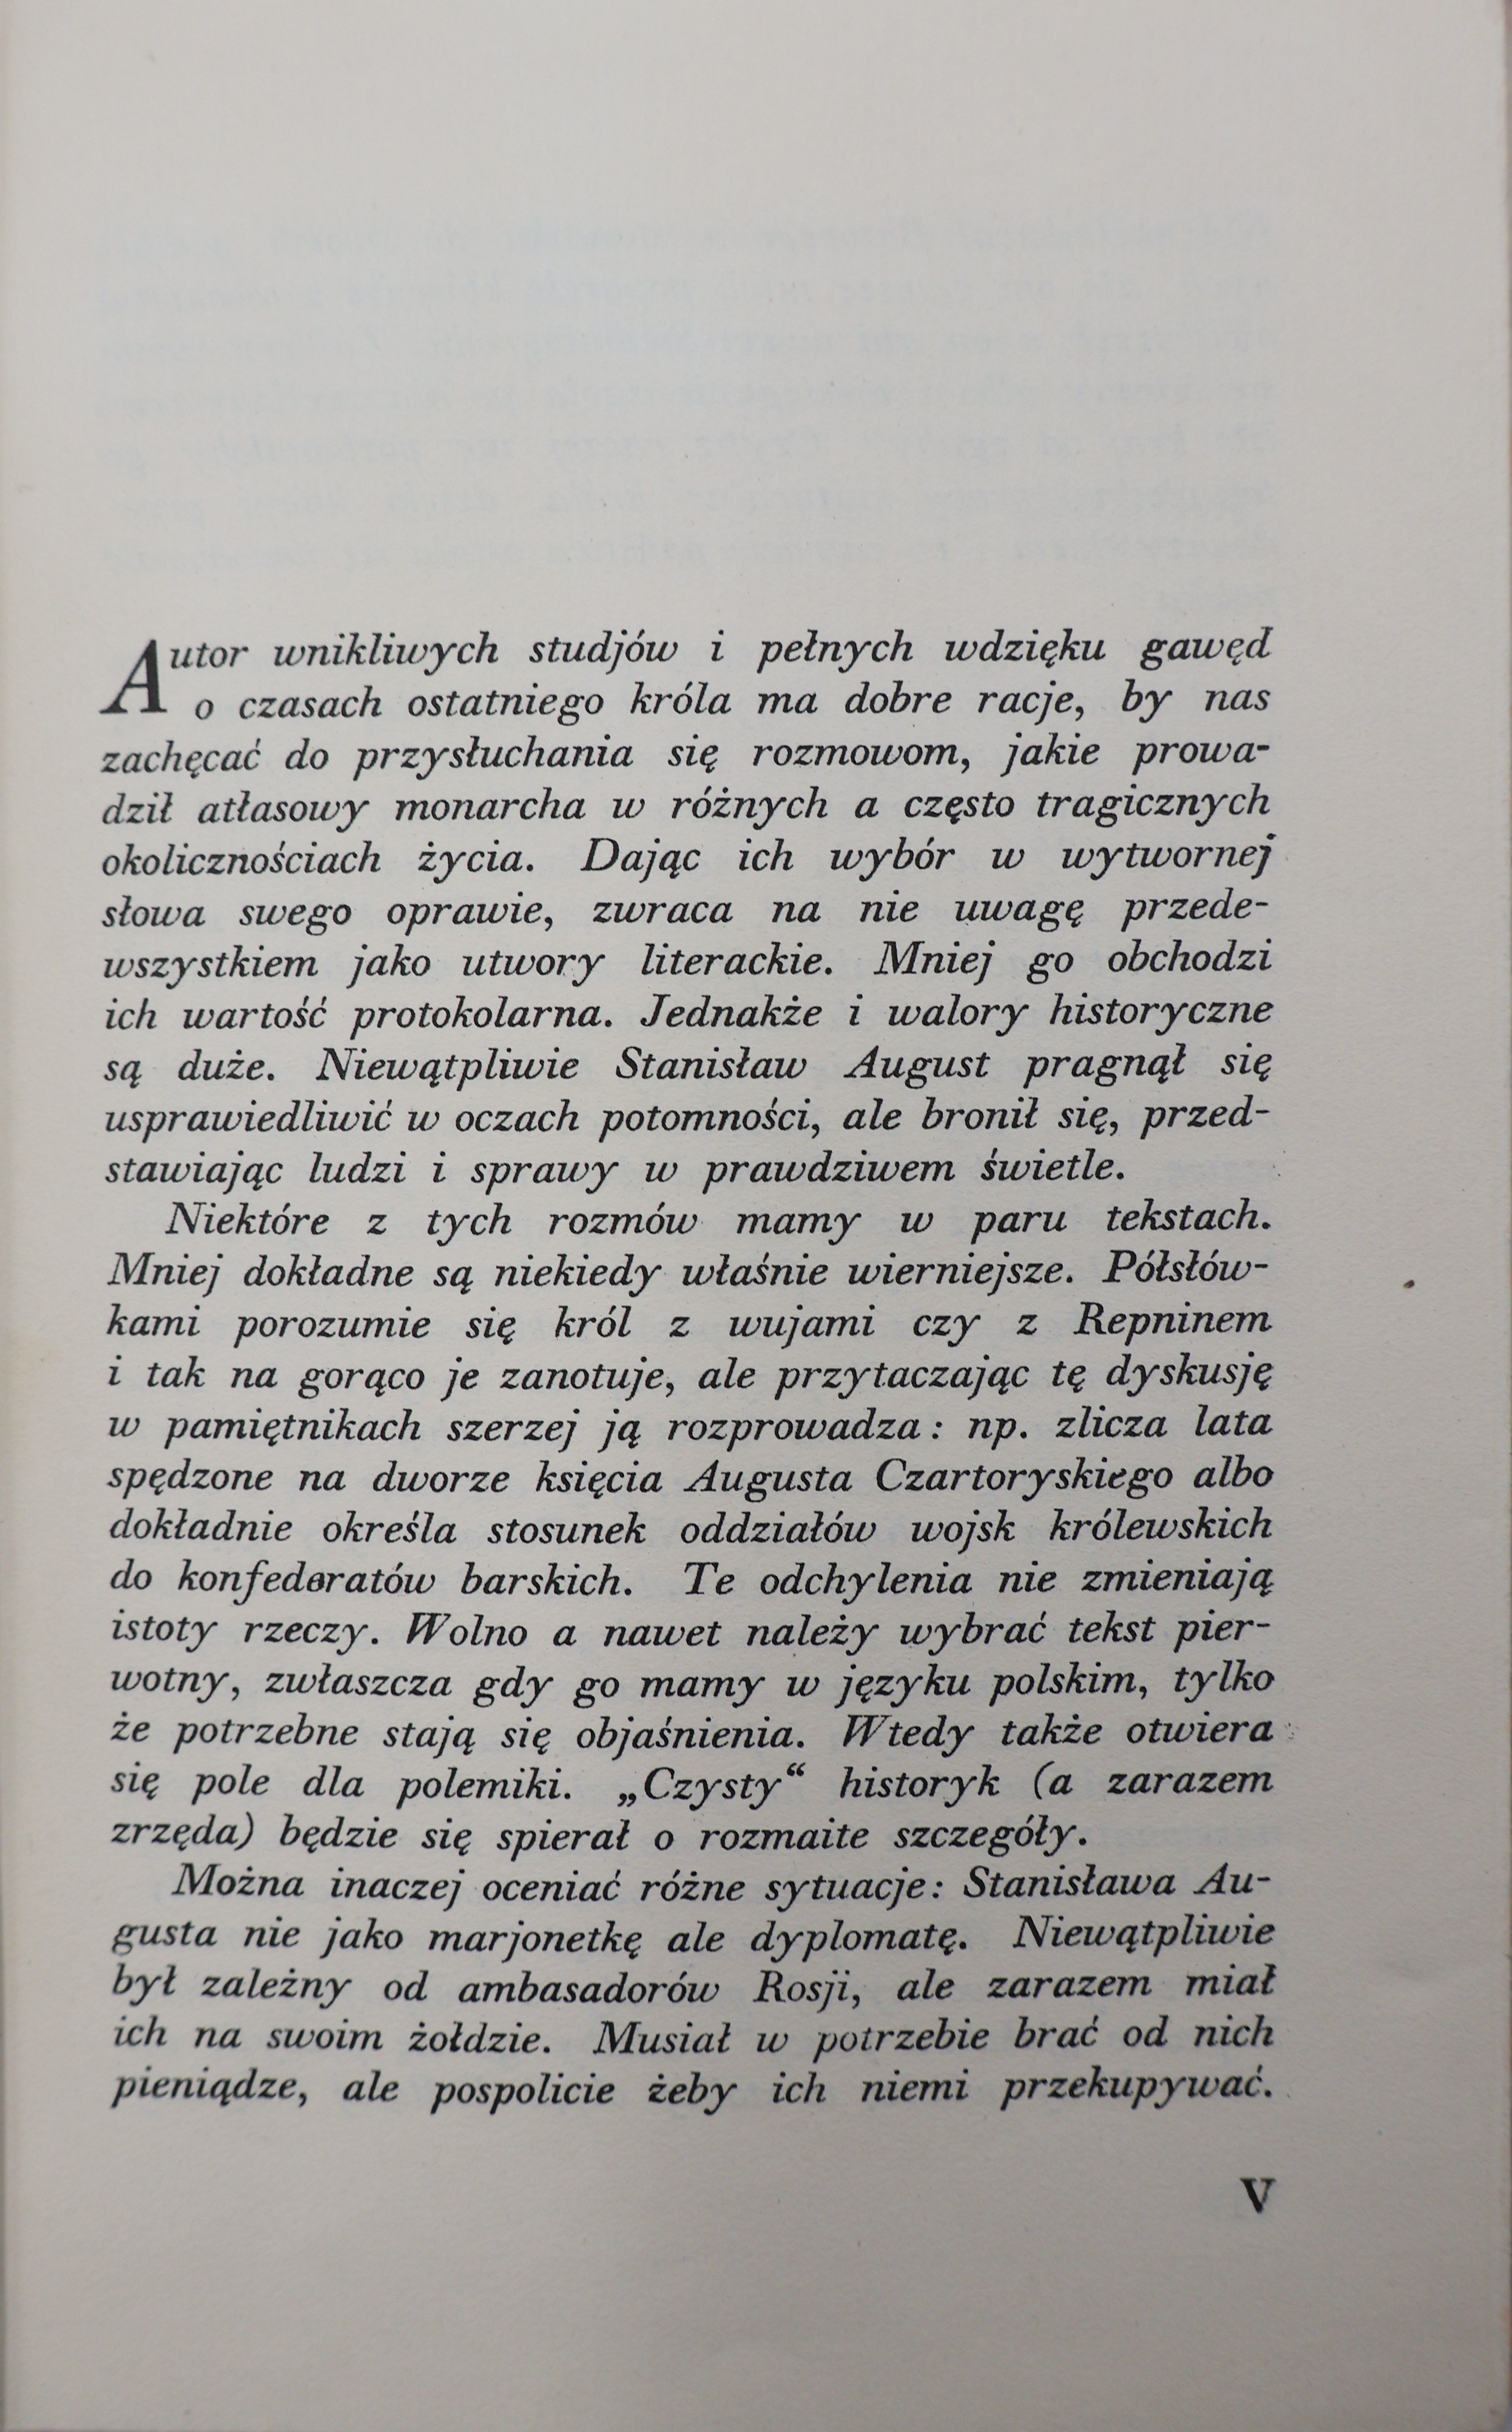 Autor wnikliwych studjów i pełnych wdzięku gawęd
o czasach ostatniego króla ma dobre racje, by nas
zachęcać do przysłuchania się rozmowom, jakie prowa-
dził atłasowy monarcha w różnych a często tragicznych
okolicznościach życia. Dając ich wybór w wytwornej
słowa swego oprawie, zwraca na nie uwagę przede-
wszystkiem jako utwory literackie. Mniej go obchodzi
ich wartość protokolarna. Jednakże i walory historyczne
są duże. Niewątpliwie Stanisław August pragnął się
usprawiedliwić w oczach potomności, ale bronił się, przed-
stawiając ludzi i sprawy w prawdziwem świetle.
Niektóre z tych rozmów mamy w paru tekstach.
Mniej dokładne są niekiedy właśnie wierniejsze. Półsłów-
kami porozumie się król z wujami czy z Repninem
i tak na gorąco je zanotuje, ale przytaczając tę dyskusję
w pamiętnikach szerzej ją rozprowadza: np. zlicza lata
spędzone na dworze księcia Augusta Czartoryskiego albo
dokładnie określa stosunek oddziałów wojsk królewskich
do konfederatów barskich. Te odchylenia nie zmieniają
istoty rzeczy. Wolno a nawet należy wybrać tekst pier-
wotny, zwłaszcza gdy go mamy w języku polskim, tylko
że potrzebne stają się objaśnienia. Wtedy także otwiera
się pole dla polemiki. „Czysty“ historyk (a zarazem
zrzęda) będzie się spierał o rozmaite szczegóły.
Można inaczej oceniać różne sytuacje: Stanisława Au-
gusta nie jako marjonetkę ale dyplomatę. Niewątpliwie
był zależny od ambasadorów Rosji, ale zarazem miał
ich na swoim żołdzie. Musiał w potrzebie brać od nich
pieniądze, ale pospolicie żeby ich niemi przekupywać.
V